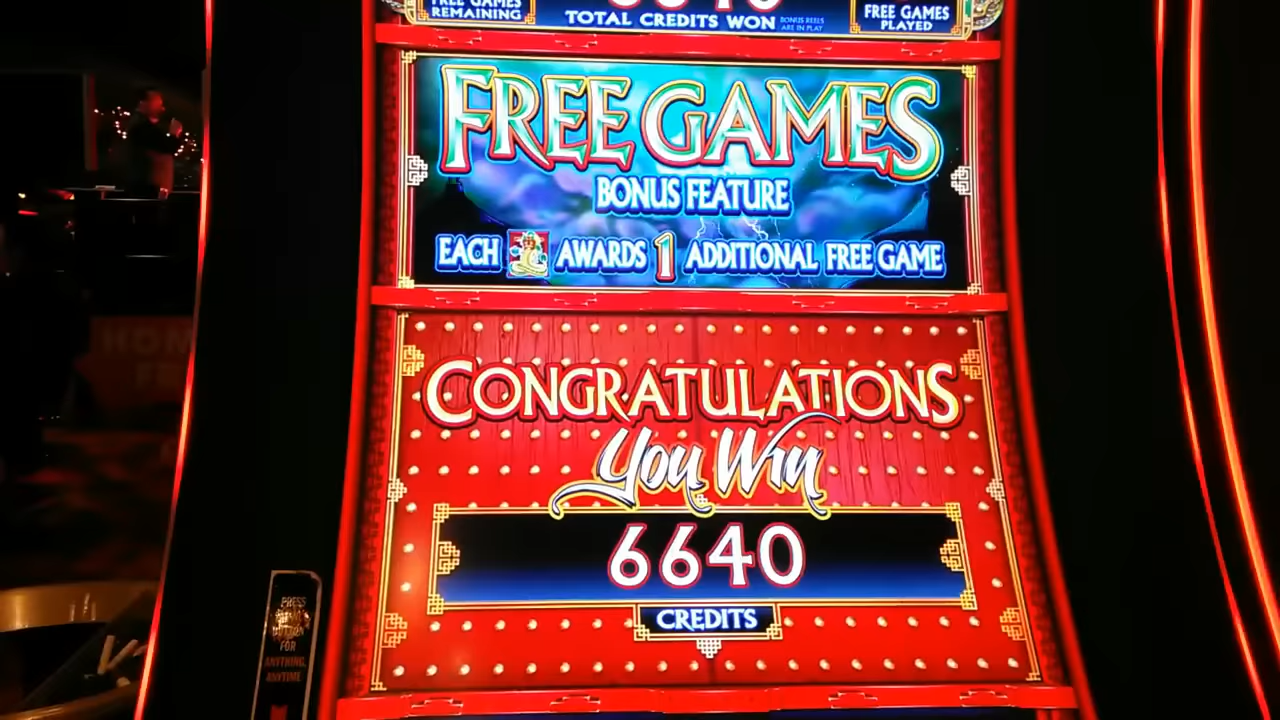 FREE GAMES
REMAINING
TOTAL CREDITS WON
BONUS REELS
ARE IN PLAY
FREE GAMES
PLAYED
FREE GAMES
BONUS FEATURE
EACH AWARDS 1 ADDITIONAL FREE GAME
CONGRATULATIONS
You Win
6640
CREDITS
PRESS
BUTTON
FOR
ANYTHING,
ANYTIME